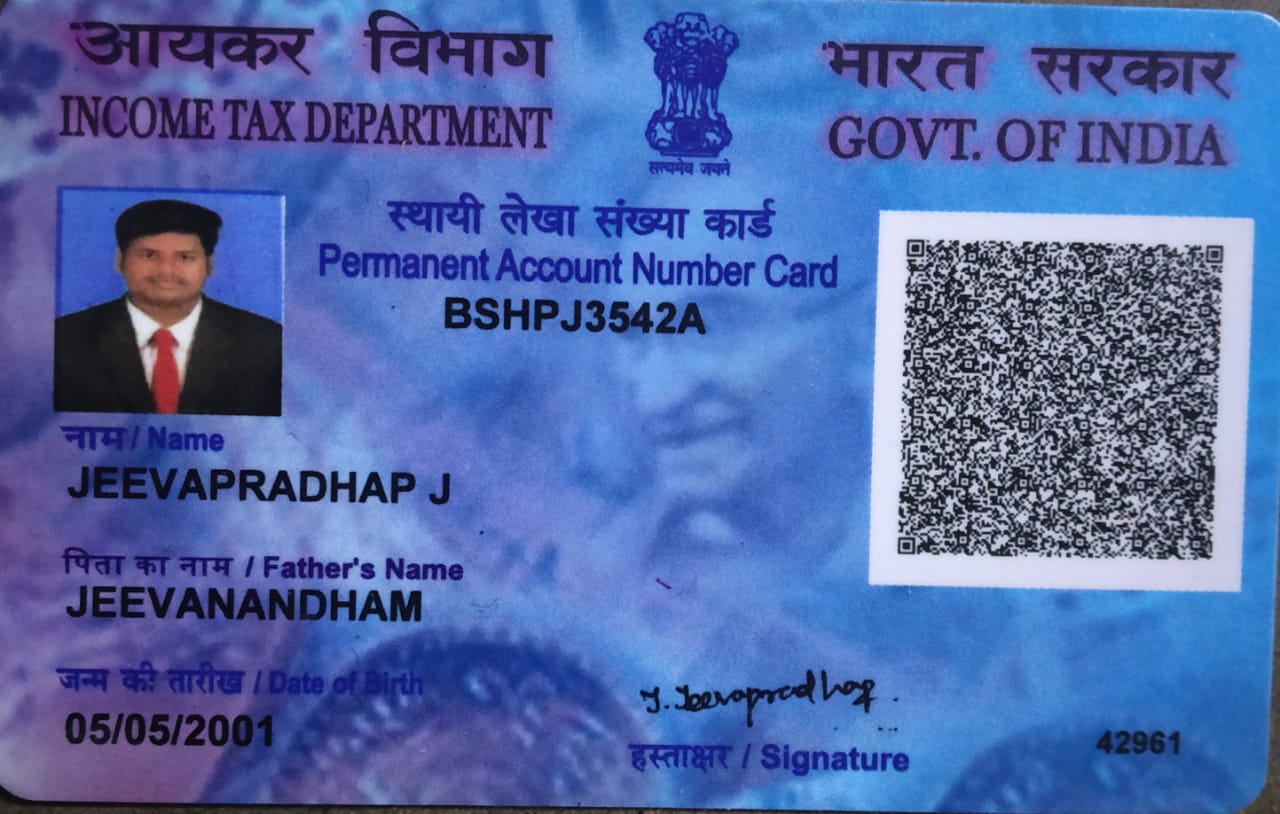 आयकर विभाग
INCOME TAX DEPARTMENT
सत्यमेव जयते
भारत सरकार
GOVT. OF INDIA
स्थायी लेखा संख्या कार्ड
Permanent Account Number Card
BSHPJ3542A
नाम / Name
JEEVAPRADHAP J
पिता का नाम / Father's Name
JEEVANANDHAM
जन्म की तारीख / Date of Birth
05/05/2001
J. Jeevapradhap.
हस्ताक्षर / Signature
42961